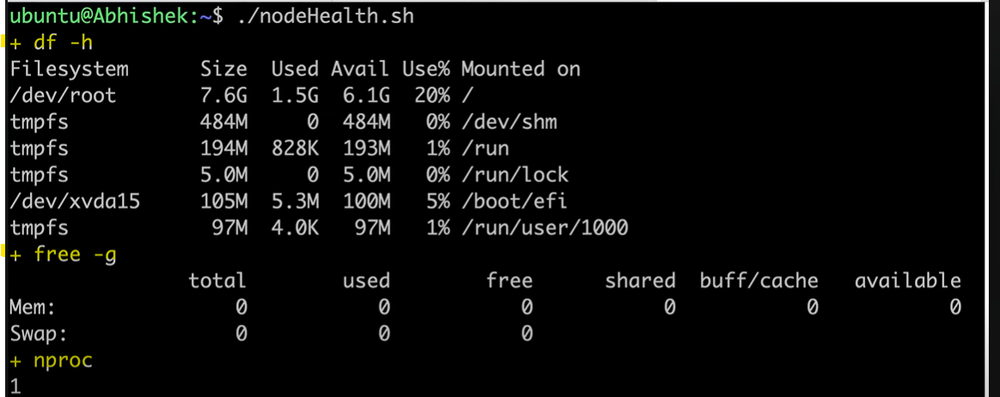 ubuntu@Abhishek:~$ ./nodeHealth.sh
+ df -h
Filesystem      Size  Used Avail Use% Mounted on
/dev/root       7.6G  1.5G  6.1G  20% /
tmpfs           484M     0  484M   0% /dev/shm
tmpfs           194M  828K  193M   1% /run
tmpfs           5.0M     0  5.0M   0% /run/lock
/dev/xvda15     105M  5.3M  100M   5% /boot/efi
tmpfs            97M  4.0K   97M   1% /run/user/1000
+ free -g
               total        used        free      shared  buff/cache   available
Mem:               0           0           0           0           0           0
Swap:              0           0           0
+ nproc
1